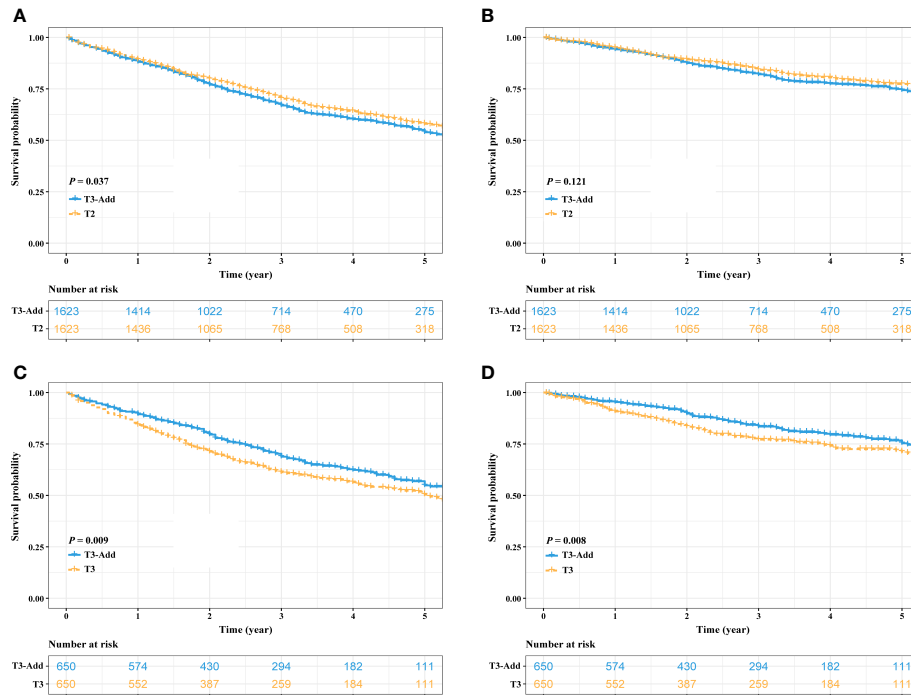 A
Survival probability
1.00
0.75
0.50
0.25
0.00
P = 0.037
T3-Add
T2
0 1 2 3 4 5
Time (year)
Number at risk
T3-Add 1623 1414 1022 714 470 275
T2 1623 1436 1065 768 508 318
B
Survival probability
1.00
0.75
0.50
0.25
0.00
P = 0.121
T3-Add
T2
0 1 2 3 4 5
Time (year)
Number at risk
T3-Add 1623 1414 1022 714 470 275
T2 1623 1436 1065 768 508 318
C
Survival probability
1.00
0.75
0.50
0.25
0.00
P = 0.009
T3-Add
T3
0 1 2 3 4 5
Time (year)
Number at risk
T3-Add 650 574 430 294 182 111
T3 650 552 387 259 184 111
D
Survival probability
1.00
0.75
0.50
0.25
0.00
P = 0.008
T3-Add
T3
0 1 2 3 4 5
Time (year)
Number at risk
T3-Add 650 574 430 294 182 111
T3 650 552 387 259 184 111